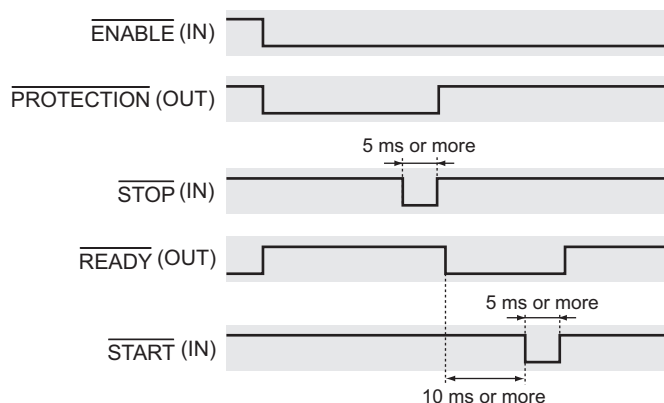 ENABLE (IN)
PROTECTION (OUT)
5 ms or more
STOP (IN)
READY (OUT)
5 ms or more
START (IN)
10 ms or more